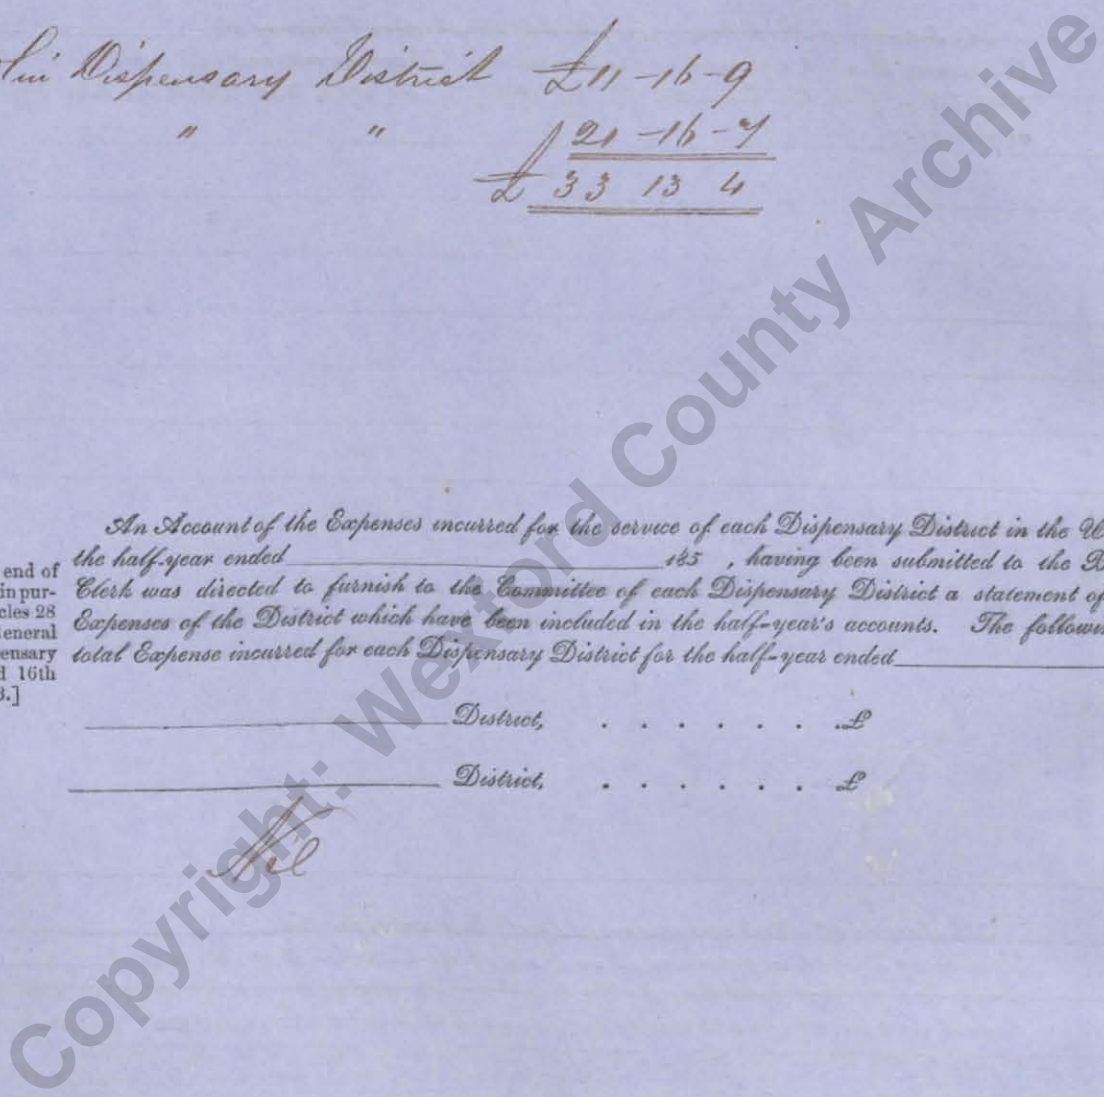 Dispensary District £11-16-9
" " 21-16-7
£ 33 13 4
An Account of the Expenses incurred for the service of each Dispensary District in the U
the half-year ended 185 , having been submitted to the B
Clerk was directed to furnish to the Committee of each Dispensary District a statement of
Expenses of the District which have been included in the half-year's accounts. The followin
total Expense incurred for each Dispensary District for the half-year ended
end of
in pur-
cles 28
General
ensary
d 16th
3.]
District, . . . . . . . £
District, . . . . . . £
Nil
Copyright: Wexford County Archive